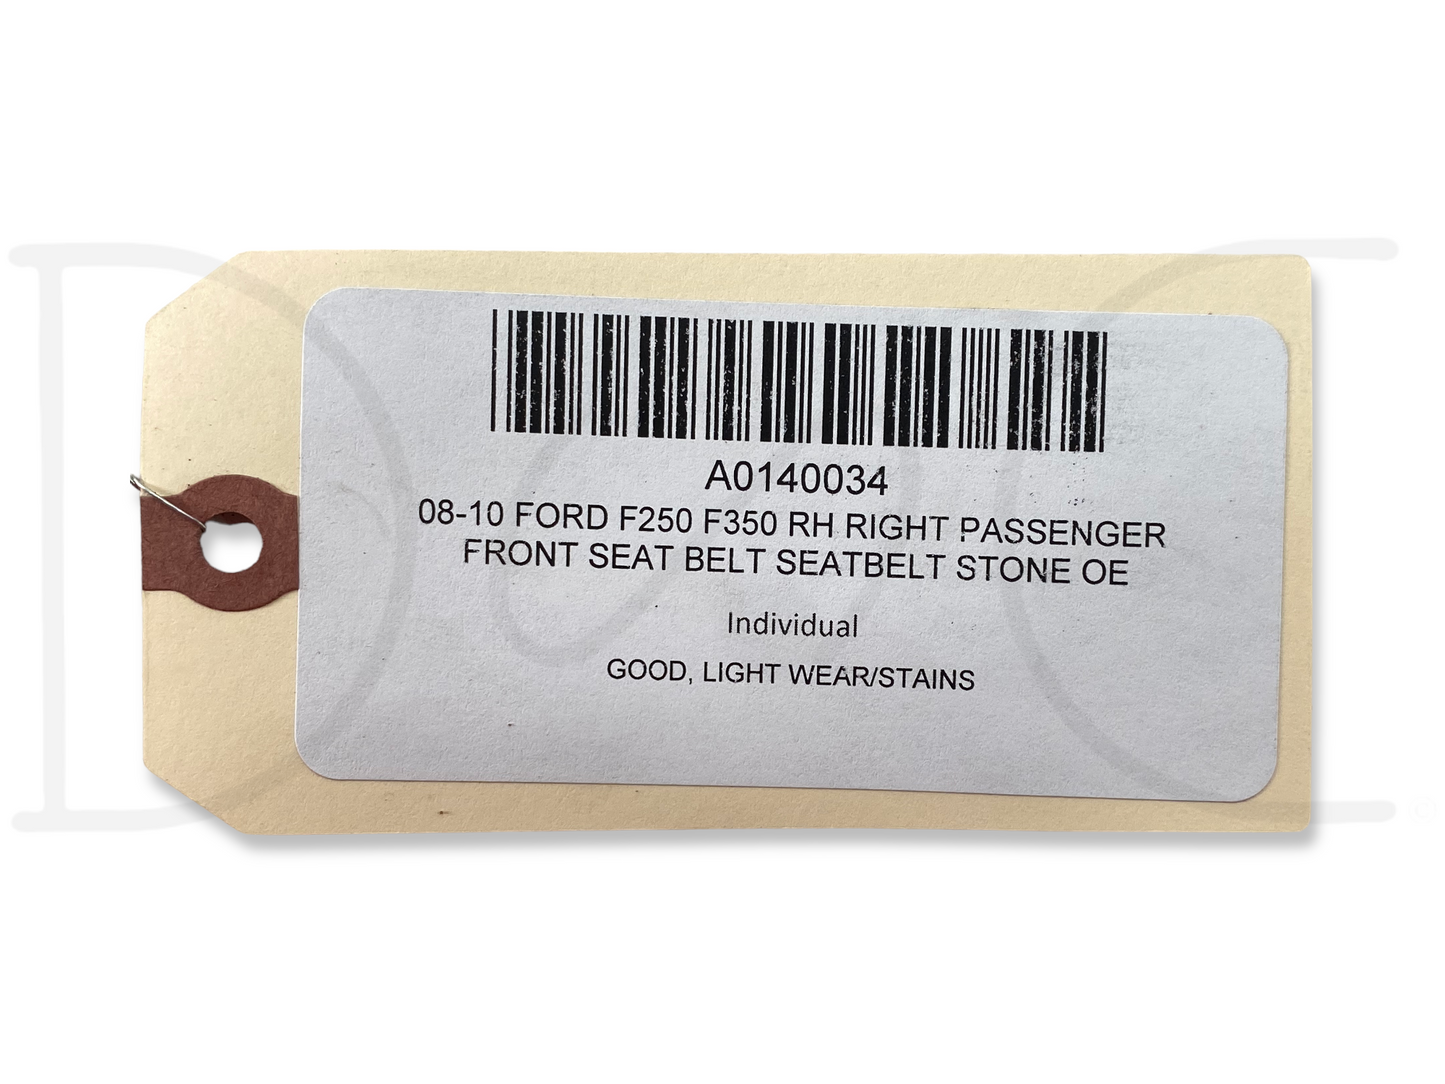 A0140034
08-10 FORD F250 F350 RH RIGHT PASSENGER
FRONT SEAT BELT SEATBELT STONE OE
Individual
GOOD, LIGHT WEAR/STAINS